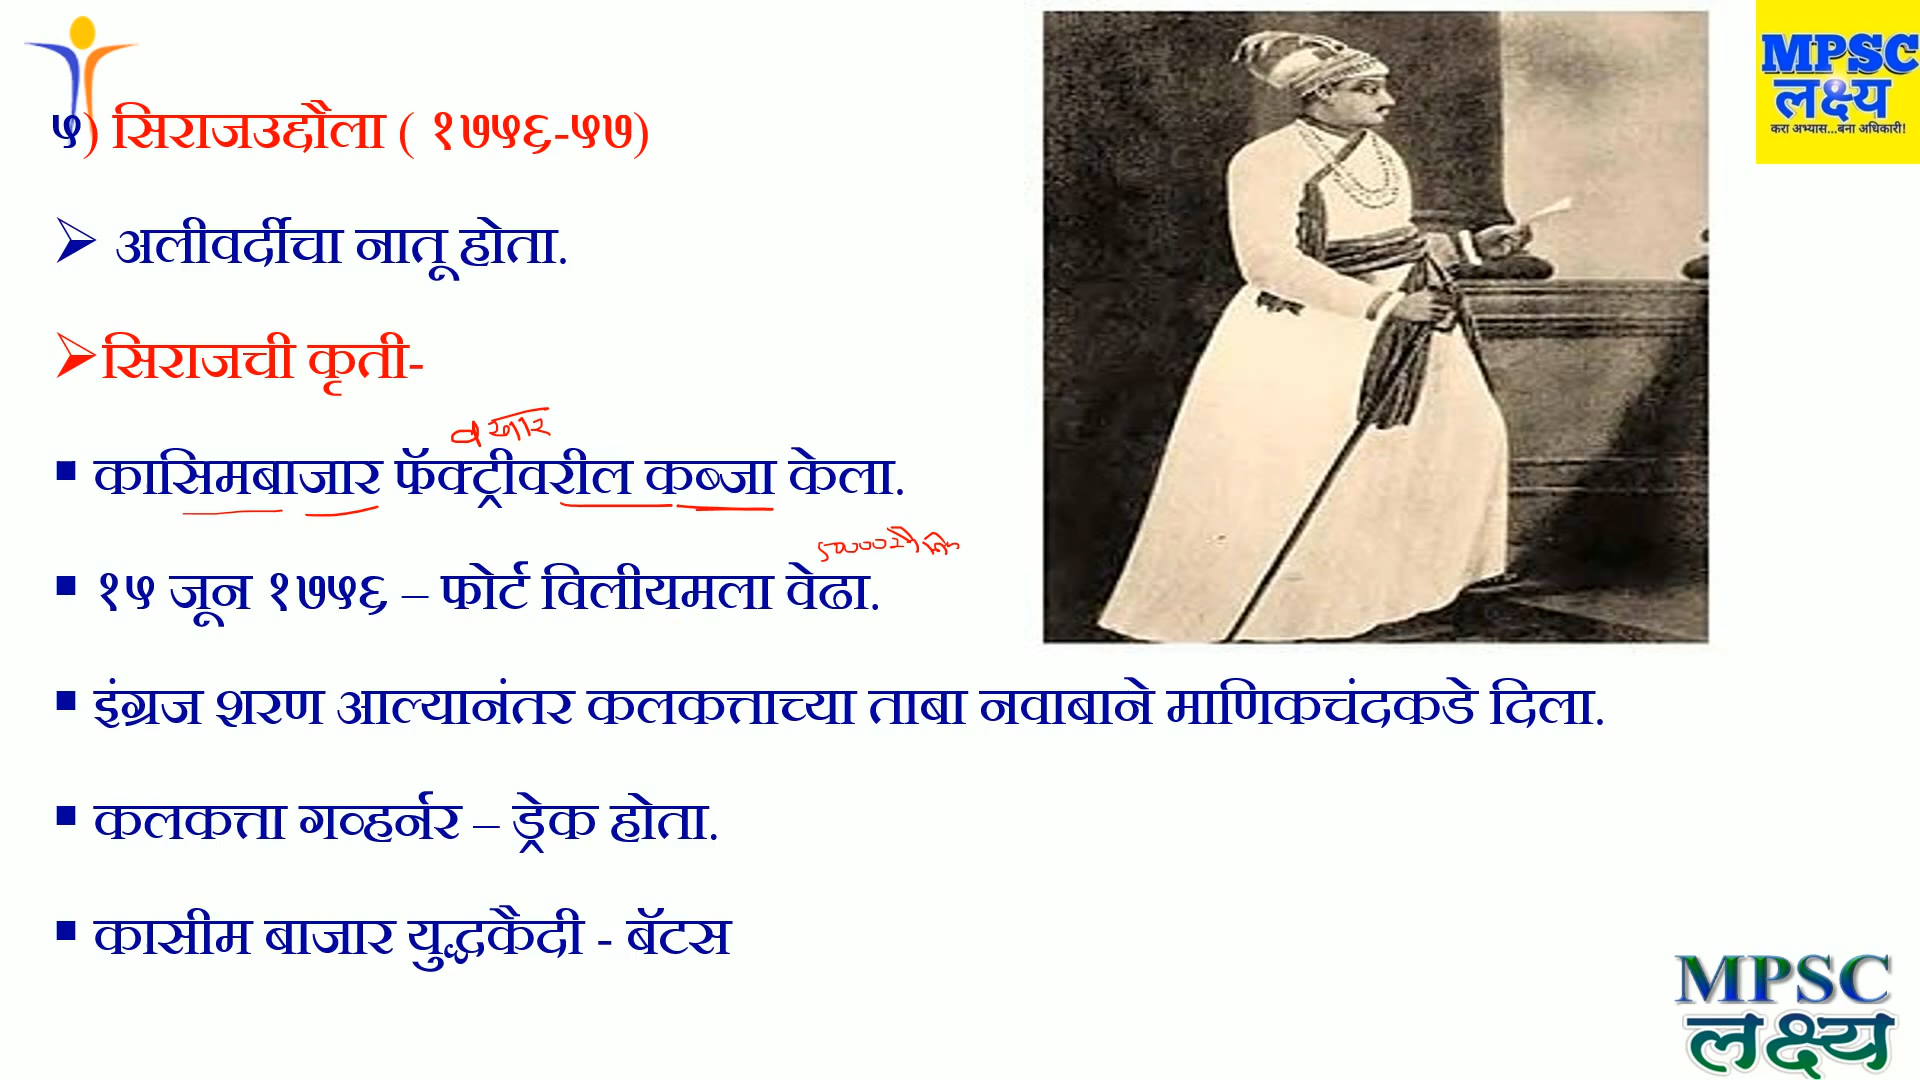 MPSC
लक्ष्य
करा अभ्यास...बना अधिकारी!
५) सिराजउद्दौला ( १७५६-५७)
अलीवर्दीचा नातू होता.
सिराजची कृती-
वखार
कासिमबाजार फॅक्ट्रीवरील कब्जा केला.
१५ जून १७५६ – फोर्ट विलीयमला वेढा.
इंग्रज शरण आल्यानंतर कलकत्ताच्या ताबा नवाबाने माणिकचंदकडे दिला.
कलकत्ता गव्हर्नर – ड्रेक होता.
कासीम बाजार युद्धकैदी - बॅटस
MPSC
लक्ष्य